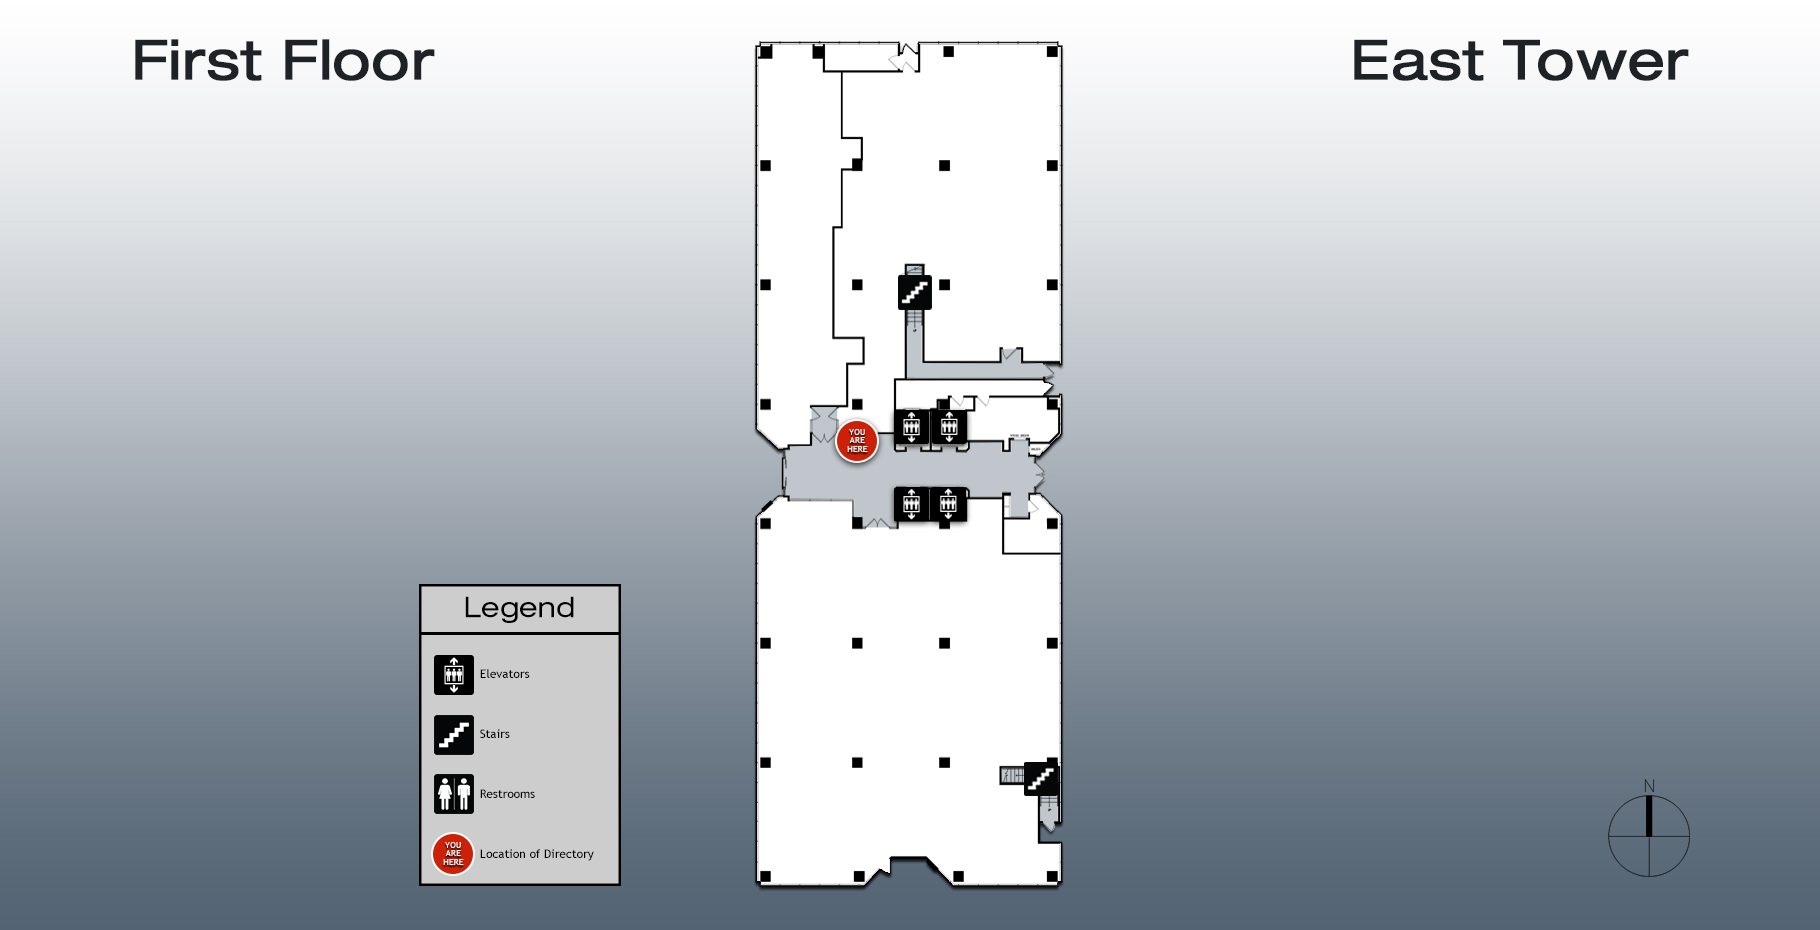 First Floor
East Tower
YOU
ARE
HERE
Legend
Elevators
Stairs
Restrooms
YOU
ARE
HERE
Location of Directory
N